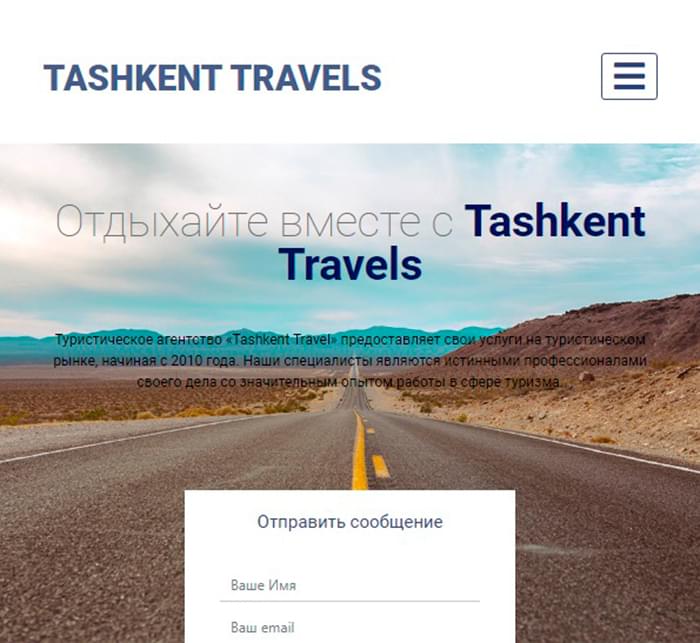 TASHKENT TRAVELS
Отдыхайте вместе с Tashkent
Travels
Туристическое агентство «Tashkent Travel» предоставляет свои услуги на туристическом
рынке, начиная с 2010 года. Наши специалисты являются истинными профессионалами
своего дела со значительным опытом работы в сфере туризма...
Отправить сообщение
Ваше Имя
Ваш email